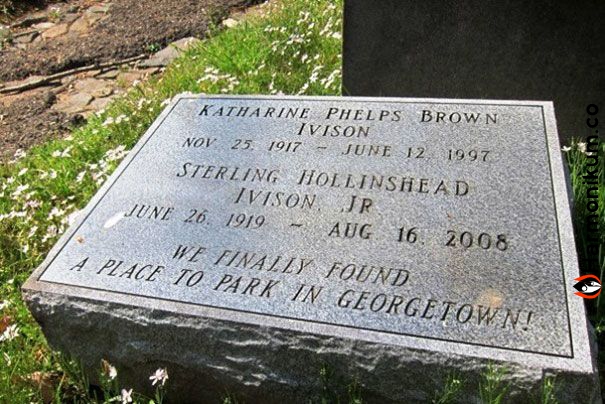 KATHARINE PHELPS BROWN
IVISON
NOV. 25. 1917 – JUNE 12. 1997
STERLING HOLLINSHEAD
IVISON, JR
JUNE 26. 1919 – AUG 16. 2008
WE FINALLY FOUND
A PLACE TO PARK IN GEORGETOWN!